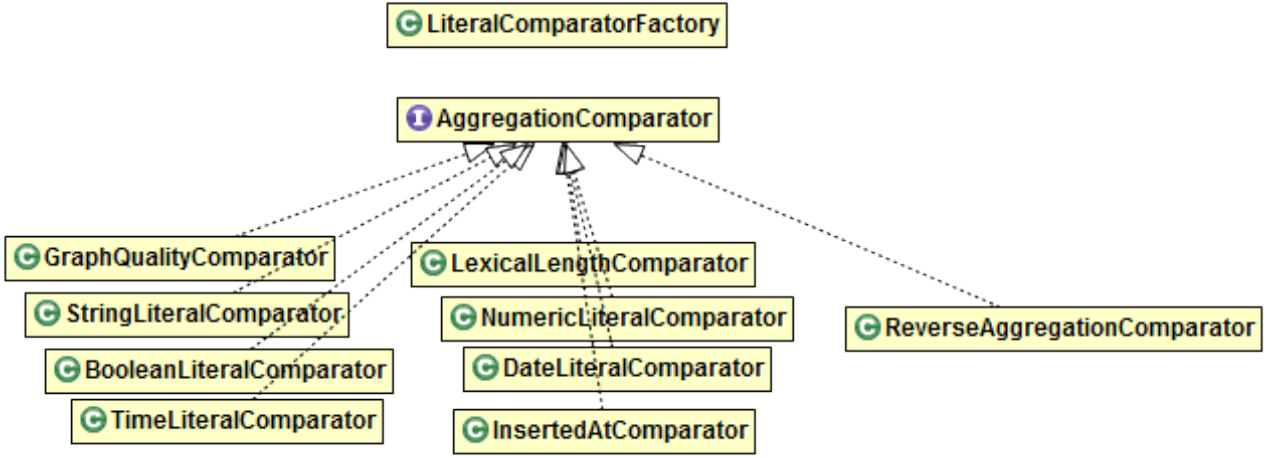 C LiteralComparatorFactory
I AggregationComparator
C GraphQualityComparator
C StringLiteralComparator
C BooleanLiteralComparator
C TimeLiteralComparator
C LexicalLengthComparator
C NumericLiteralComparator
C DateLiteralComparator
C InsertedAtComparator
C ReverseAggregationComparator